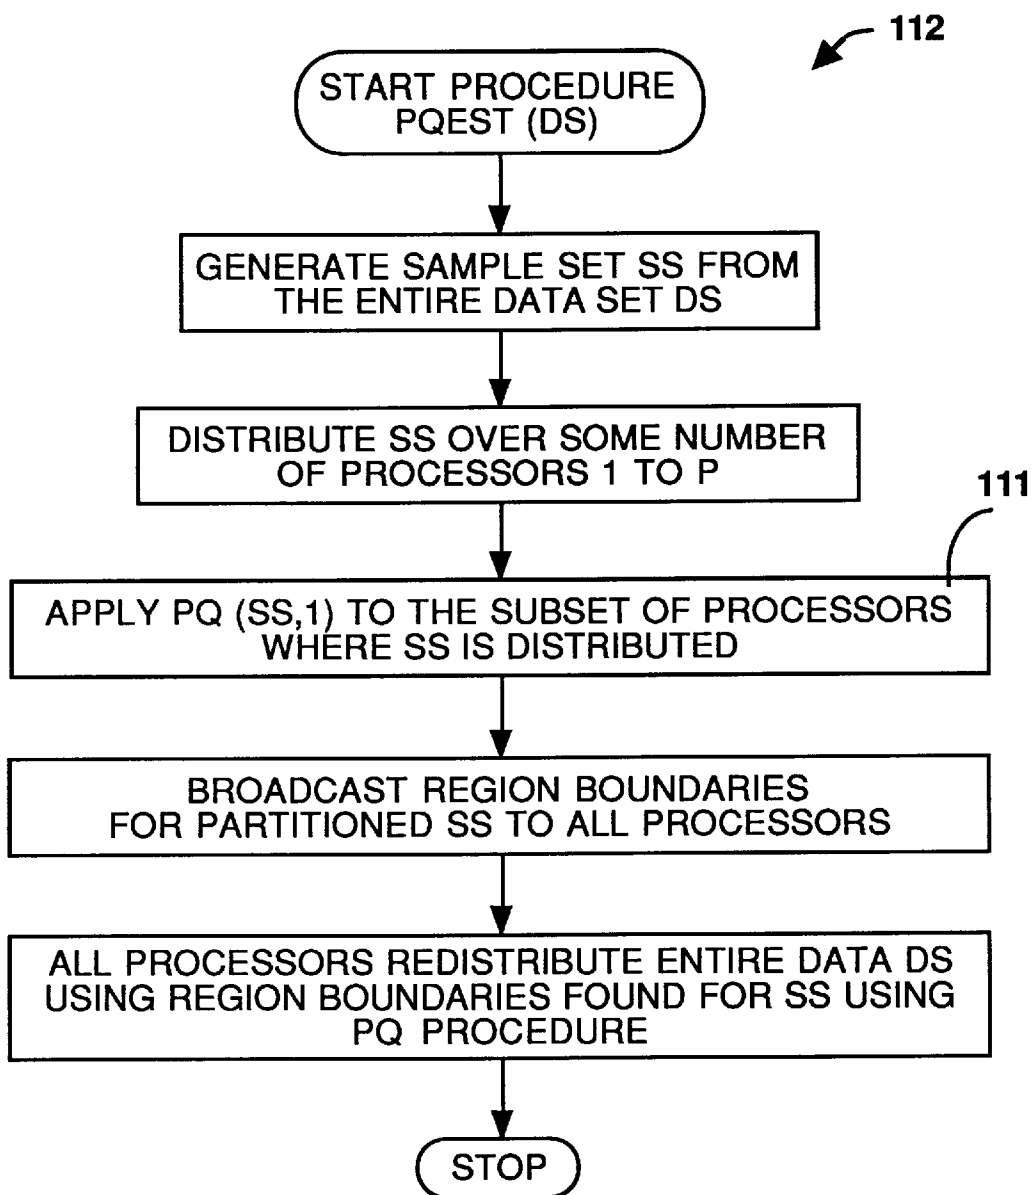 112
START PROCEDURE
PQEST (DS)
GENERATE SAMPLE SET SS FROM
THE ENTIRE DATA SET DS
DISTRIBUTE SS OVER SOME NUMBER
OF PROCESSORS 1 TO P
111
APPLY PQ (SS,1) TO THE SUBSET OF PROCESSORS
WHERE SS IS DISTRIBUTED
BROADCAST REGION BOUNDARIES
FOR PARTITIONED SS TO ALL PROCESSORS
ALL PROCESSORS REDISTRIBUTE ENTIRE DATA DS
USING REGION BOUNDARIES FOUND FOR SS USING
PQ PROCEDURE
STOP